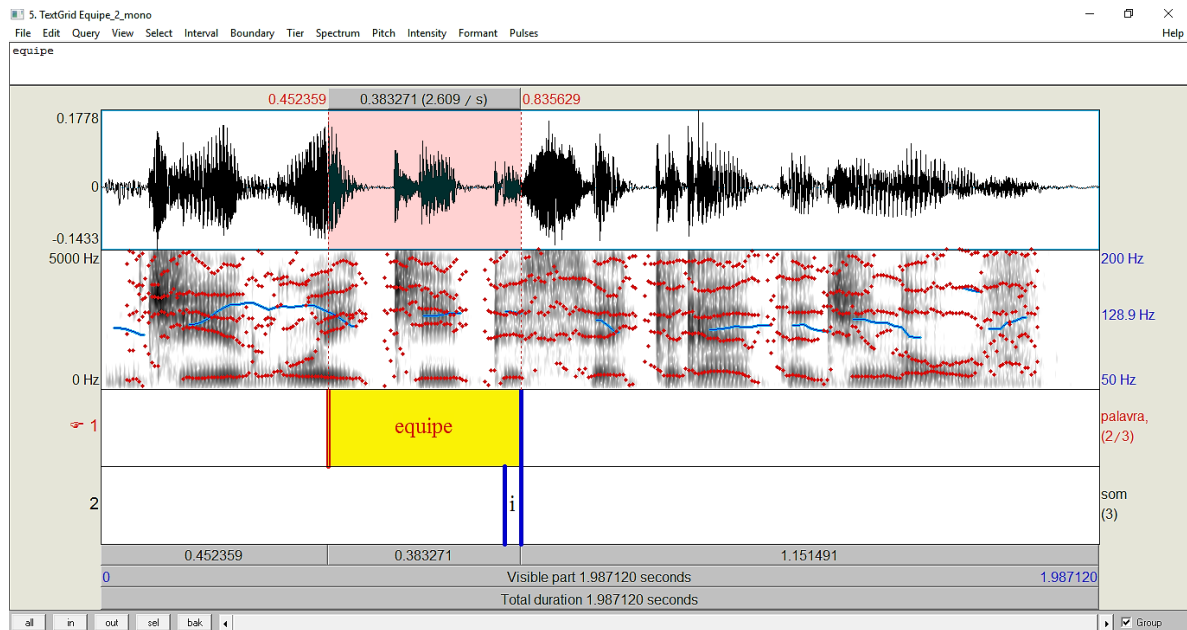 5. TextGrid Equipe_2_mono
File Edit Query View Select Interval Boundary Tier Spectrum Pitch Intensity Formant Pulses Help
equipe
0.452359 0.383271 (2.609 / s) 0.835629
0.1778
0
-0.1433
5000 Hz 200 Hz
128.9 Hz
0 Hz 50 Hz
1 equipe palavra,
(2/3)
2 i som
(3)
0.452359 0.383271 1.151491
0 Visible part 1.987120 seconds 1.987120
Total duration 1.987120 seconds
all in out sel bak Group